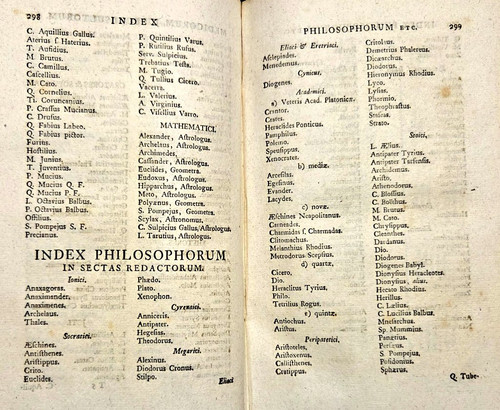 298
INDEX
C. Aquillius Gallus.
Aterius ſ Haterius.
T. Aufidius.
M. Brutus.
C. Camillus.
Caſcellius.
M. Cato.
Q. Cornelius.
Ti. Coruncanius.
P. Craſſus Mucianus.
C. Druſus.
Q. Fabius Labeo.
Q. Fabius pictor.
Furius.
Hoſtilius.
M. Junius.
T. Juventius.
P. Mucius.
Q. Mucius Q. F.
Q. Mucius P. F.
L. Octavius Balbus.
P. Octavius Balbus.
Ofilius.
S. Pompejus S. F.
Precianus.
P. Quintilius Varus.
P. Rutilius Rufus.
Serv. Sulpicius.
Trebatius Teſta.
M. Tugio.
Q. Tullius Cicero.
Vacerra.
L. Valerius.
A. Virginius.
C. Viſellius Varro.
MATHEMATICI.
Alexander, Aſtrologus.
Archelaus, Aſtrologus.
Archimedes,
Caſſander, Aſtrologus.
Euclides, Geometra.
Eudoxus, Aſtrologus.
Hipparchus, Aſtrologus.
Meto, Aſtrologus.
Polyænus, Geometra.
S. Pompejus, Geometra.
Scylax, Aſtronomus.
C. Sulpicius Gallus, Aſtrologus
L. Tarutius, Aſtrologus.
INDEX PHILOSOPHORUM
IN SECTAS REDACTORUM.
Ionici.
Anaxagoras.
Anaximander.
Anaximenes.
Archelaus.
Thales.
Socratici.
Æſchines.
Antiſthenes.
Ariſtippus.
Crito.
Euclides.
Phædo.
Plato.
Xenophon.
Cyrenaici.
Anniceris.
Antipater.
Hegeſias.
Theodorus.
Megarici.
Alexinus.
Diodorus Cronus.
Stilpo.
Eliaci
PHILOSOPHORUM ETC.
299
Eliaci & Eretriaci.
Aſclepiades.
Menedemus.
Cynicus.
Diogenes.
Academici.
a) Veteris Acad. Platonicæ.
Crantor.
Crates.
Heraclides Ponticus.
Pamphilus.
Polemo.
Speuſippus.
Xenocrates.
b) mediæ.
Arceſilas.
Egeſinus.
Evander.
Lacydes.
c) novæ.
Æſchines Neapolitanus.
Carneades.
Charmadas ſ. Charmidas.
Clitomachus.
Melanthius Rhodius.
Metrodorus Scepſius.
d) quartæ.
Cicero.
Dio.
Heraclitus Tyrius.
Philo.
Tetrilius Rogus.
e) quintæ.
Antiochus.
Ariſtus.
Peripatetici.
Ariſtoteles.
Ariſtoxenus.
Calliſthenes.
Cratippus.
Critolaus.
Demetrius Phalereus.
Dicæarchus.
Diodorus.
Hieronymus Rhodius.
Lyco.
Lyſias.
Phormio.
Theophraſtus.
Staſeas.
Strato.
Stoici.
L. Ælius.
Antipater Tyrius.
Antipater Tarſenſis.
Archidemus.
Ariſto.
Athenodorus.
C. Bloſſius.
C. Boëthus.
M. Brutus.
M. Cato.
Chryſippus.
Cleanthes.
Dardanus.
Dio.
Diodotus.
Diogenes Babyl.
Dionyſius Heracleotes.
Dionyſius, alius.
Hecato Rhodius.
Herillus.
C. Lælius.
C. Lucilius Balbus.
Mneſarchus.
Sp. Mummius.
Panætius.
Perſæus.
S. Pompejus.
Poſidonius.
Sphærus.
Q. Tube-